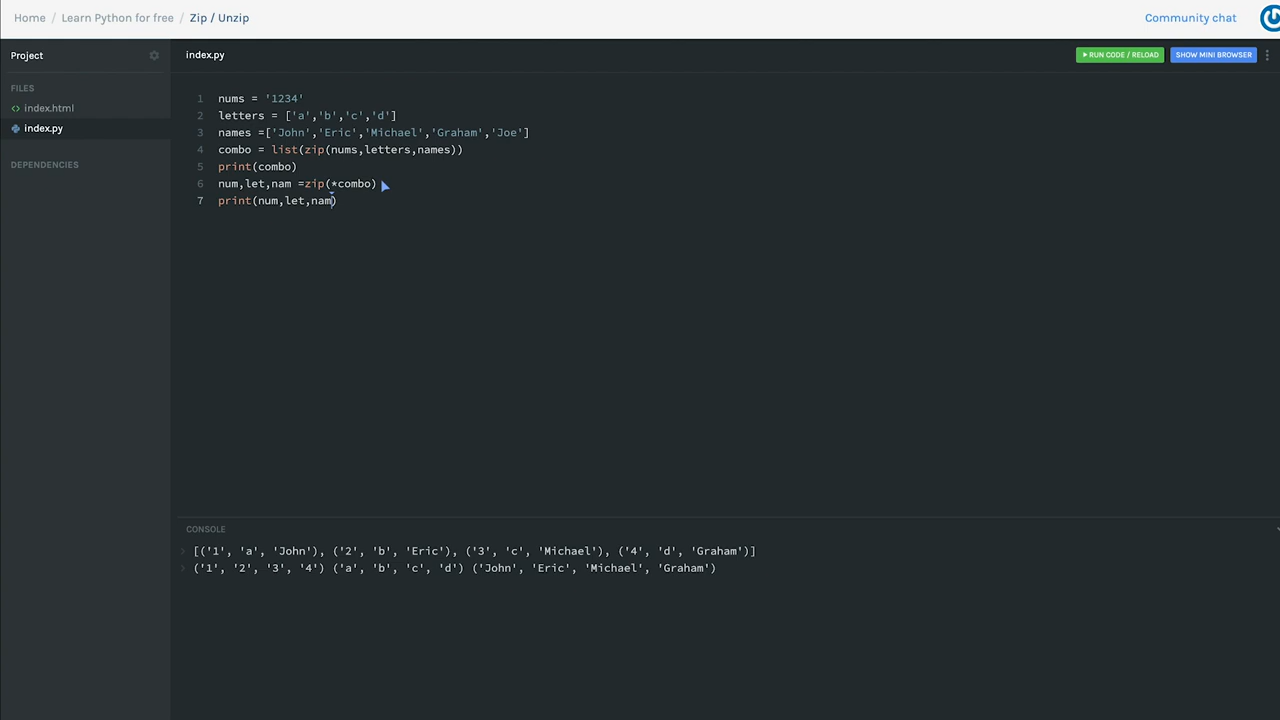 Home / Learn Python for free / Zip / Unzip
Community chat
Project
index.py
RUN CODE / RELOAD
SHOW MINI BROWSER
FILES
<> index.html
index.py
DEPENDENCIES
1 nums = '1234'
2 letters = ['a','b','c','d']
3 names =['John','Eric','Michael','Graham','Joe']
4 combo = list(zip(nums,letters,names))
5 print(combo)
6 num,let,nam =zip(*combo)
7 print(num,let,nam)
CONSOLE
[('1', 'a', 'John'), ('2', 'b', 'Eric'), ('3', 'c', 'Michael'), ('4', 'd', 'Graham')]
('1', '2', '3', '4') ('a', 'b', 'c', 'd') ('John', 'Eric', 'Michael', 'Graham')